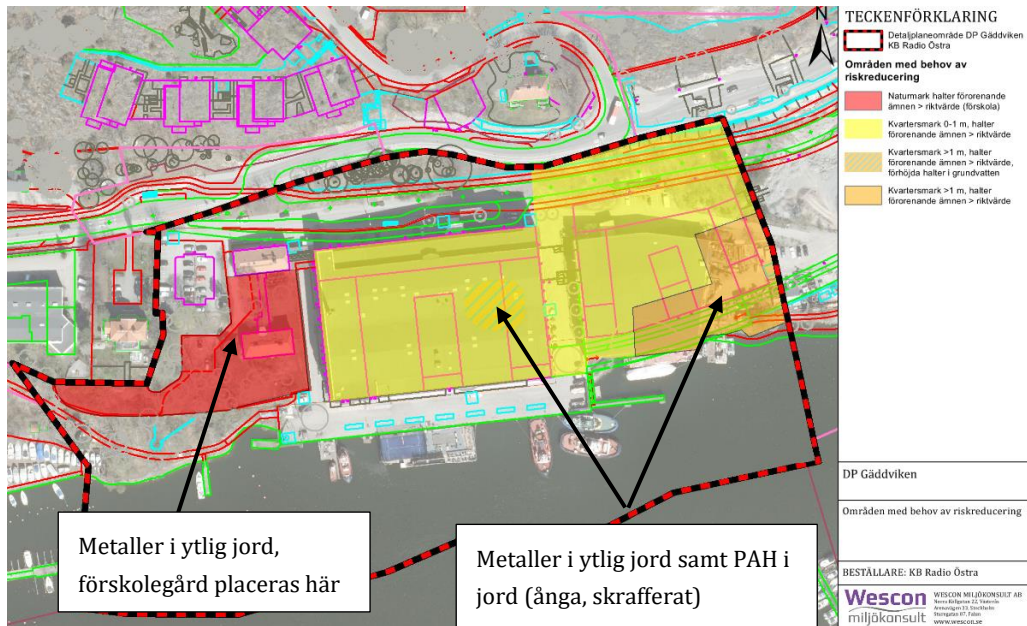 N
TECKENFÖRKLARING
Detaljplaneområde DP Gäddviken
KB Radio Östra
Områden med behov av
riskreducering
Naturmark halter förorenande
ämnen > riktvärde (förskola)
Kvartersmark 0-1 m, halter
förorenande ämnen > riktvärde
Kvartersmark >1 m, halter
förorenande ämnen > riktvärde,
förhöjda halter i grundvatten
Kvartersmark >1 m, halter
förorenande ämnen > riktvärde
Metaller i ytlig jord,
förskolegård placeras här
Metaller i ytlig jord samt PAH i
jord (ånga, skrafferat)
DP Gäddviken
Områden med behov av riskreducering
BESTÄLLARE: KB Radio Östra
Wescon
miljökonsult
WESCON MILJÖKONSULT AB
www.wescon.se